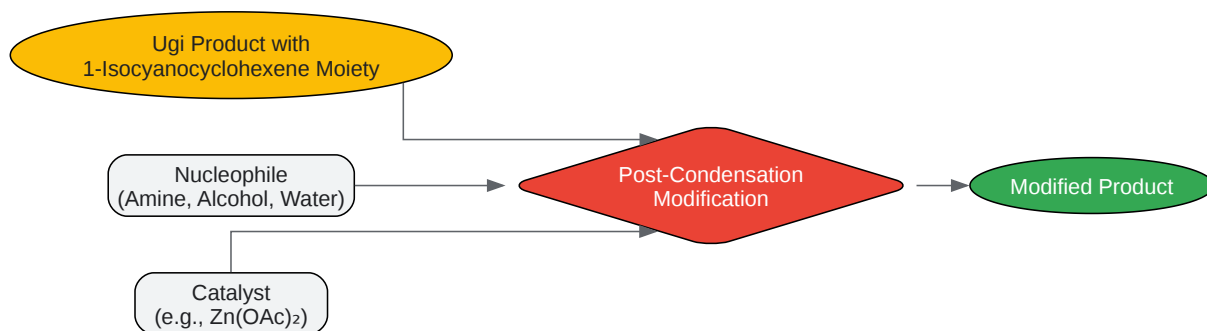 Ugi Product with
1-Isocyanocyclohexene Moiety
Nucleophile
(Amine, Alcohol, Water)
Post-Condensation
Modification
Modified Product
Catalyst
(e.g., Zn(OAc)₂)